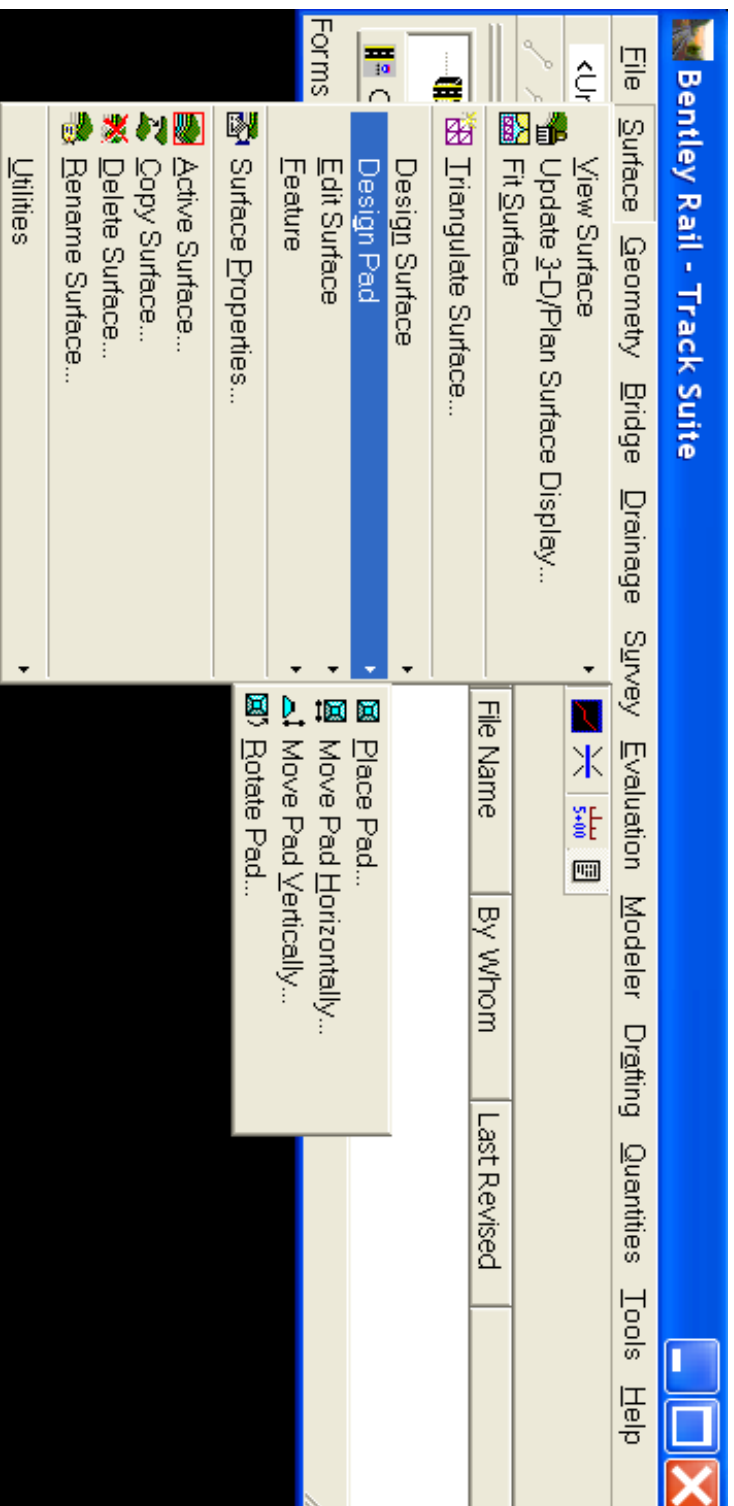 Bentley Rail - Track Suite
File Surface Geometry Bridge Drainage Survey Evaluation Modeler Drafting Quantities Tools Help
<Ur
5+00
View Surface
Update 3-D/Plan Surface Display...
Fit Surface
Triangulate Surface...
Design Surface
Design Pad
Edit Surface
Feature
Surface Properties...
Active Surface...
Copy Surface...
Delete Surface...
Rename Surface...
Utilities
Place Pad...
Move Pad Horizontally...
Move Pad Vertically...
Rotate Pad...
File Name By Whom Last Revised
Forms